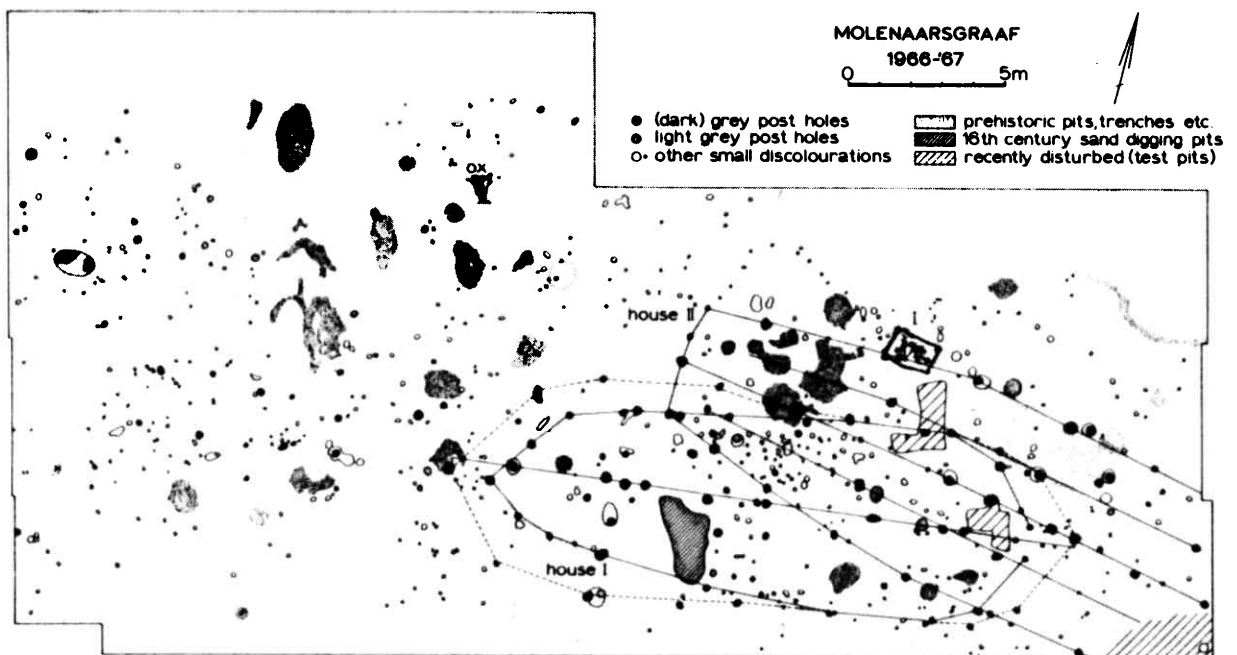 MOLENAARSGRAAF
1966-'67
0 5m
(dark) grey post holes
light grey post holes
other small discolourations
prehistoric pits, trenches etc.
16th century sand digging pits
recently disturbed (test pits)
ox
house II
I
house I